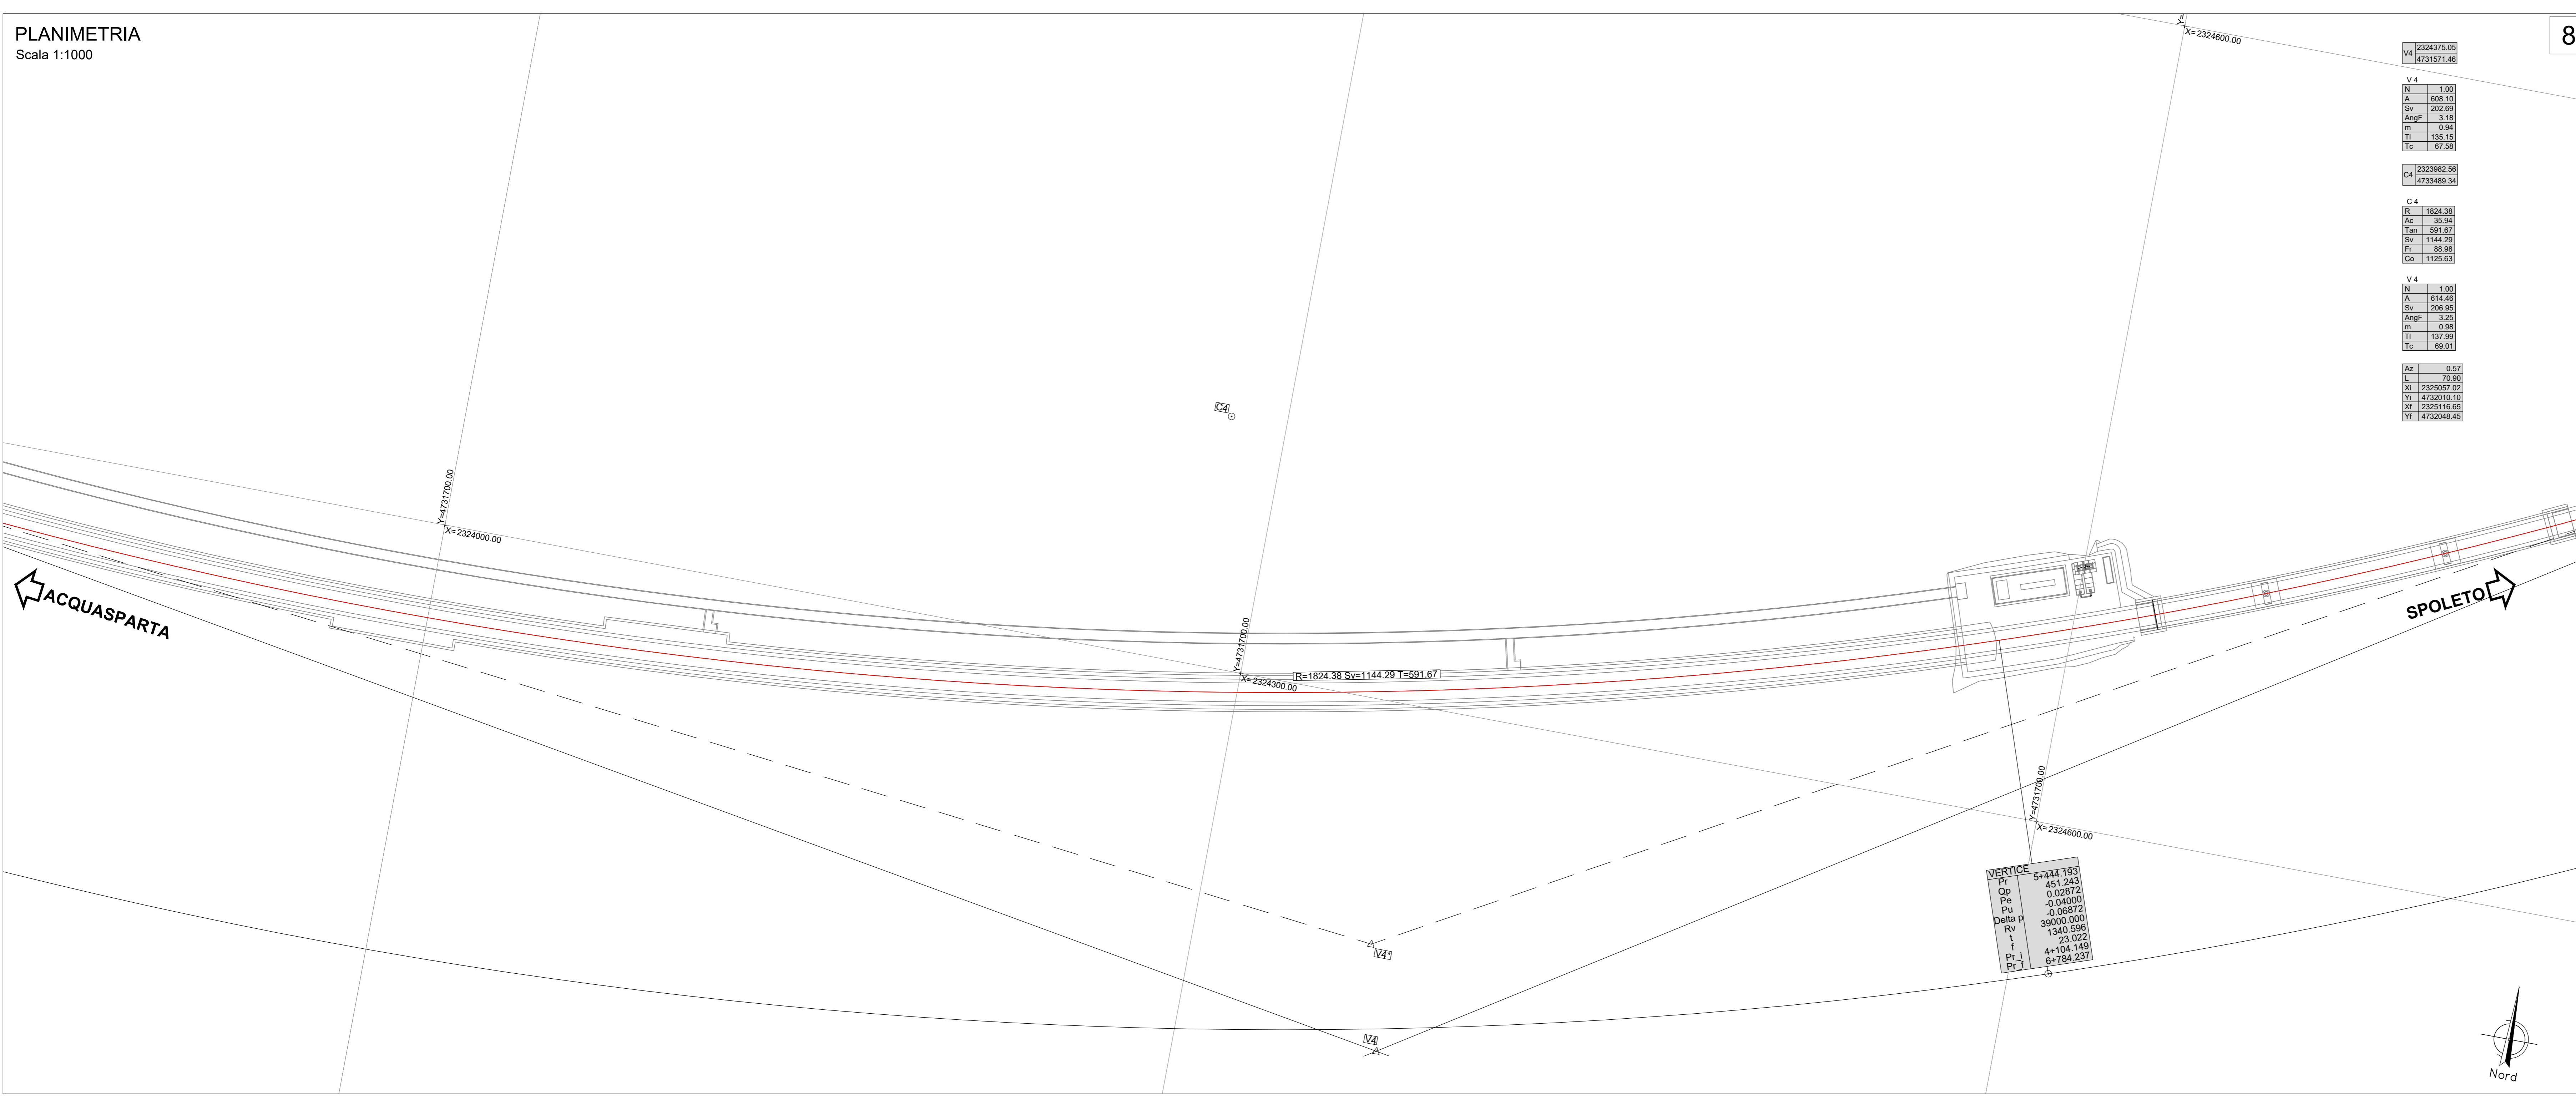 PLANIMETRIA
Scala 1:1000
8
Y=
X=2324600.00
V4 2324375.05
4731571.46
V 4
N 1.00
A 608.10
Sv 202.69
AngF 3.18
m 0.94
Tl 135.15
Tc 67.58
C4 2323982.56
4733489.34
C 4
R 1824.38
Ac 35.94
Tan 591.67
Sv 1144.29
Fr 88.98
Co 1125.63
V 4
N 1.00
A 614.46
Sv 206.95
AngF 3.25
m 0.98
Tl 137.99
Tc 69.01
Az 0.57
L 70.90
Xi 2325057.02
Yi 4732010.10
Xf 2325116.65
Yf 4732048.45
C4
Y=4731700.00
X=2324000.00
ACQUASPARTA
SPOLETO
Y=4731700.00
X=2324300.00
R=1824.38 Sv=1144.29 T=591.67
Y=4731700.00
X=2324600.00
VERTICE
Pr 5+444.193
Qp 451.243
Pe 0.02872
Pu -0.04000
Delta p -0.06872
Rv 39000.000
t 1340.596
f 23.022
Pr_i 4+104.149
Pr_f 6+784.237
V4*
V4
Nord